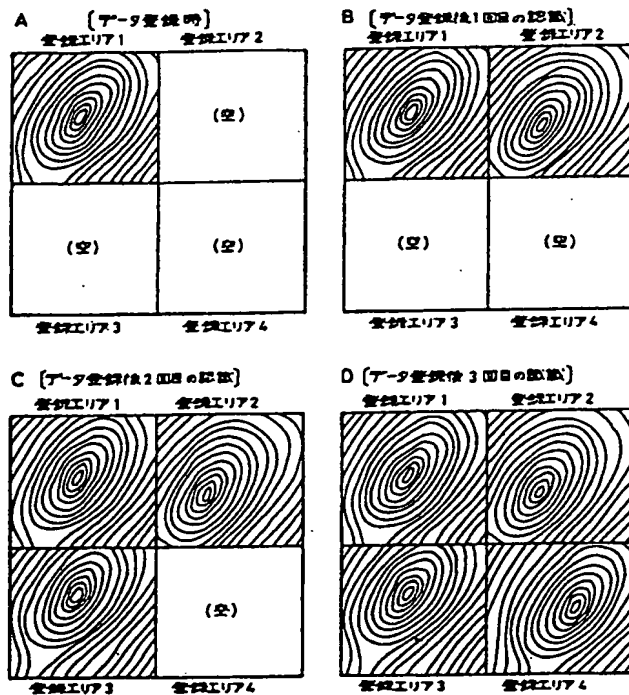 A [データ登録時]
登録エリア1 登録エリア2
(空)
(空) (空)
登録エリア3 登録エリア4
B [データ登録後1回目の認識]
登録エリア1 登録エリア2
(空) (空)
登録エリア3 登録エリア4
C [データ登録後2回目の認識]
登録エリア1 登録エリア2
(空)
登録エリア3 登録エリア4
D [データ登録後3回目の認識]
登録エリア1 登録エリア2
登録エリア3 登録エリア4